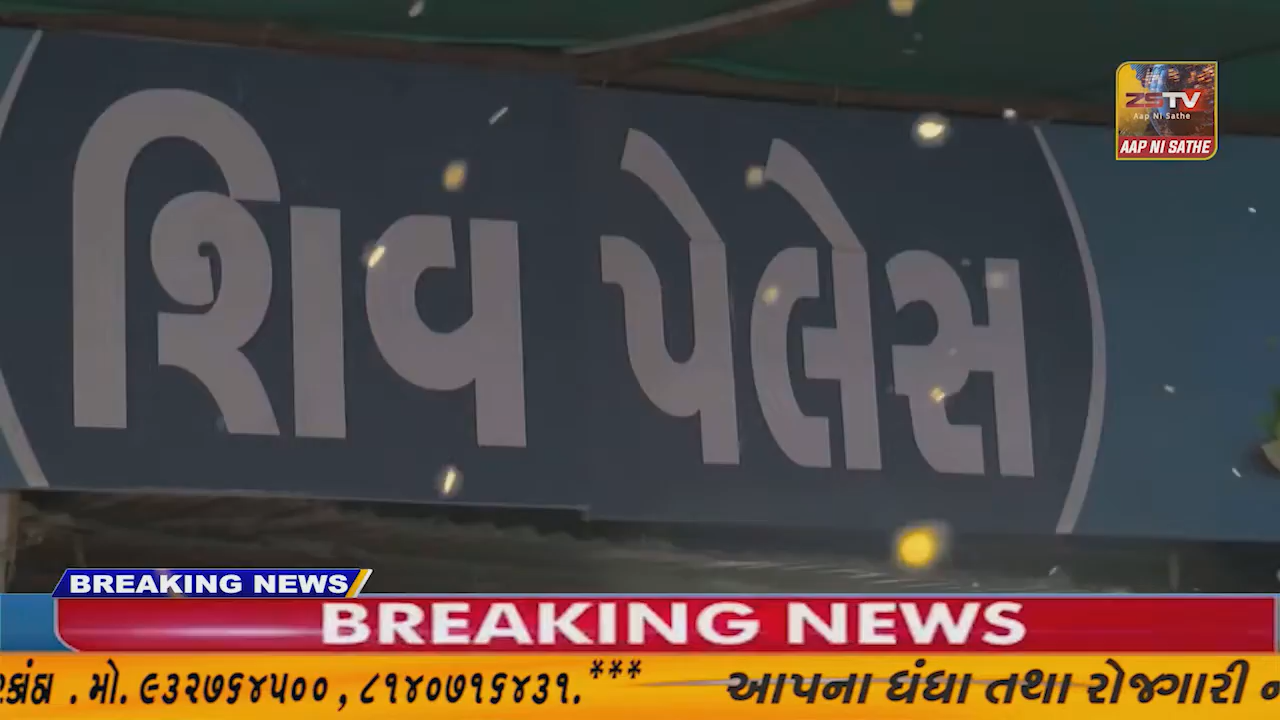 શિવ પેલેસ
ZSTV
Aap Ni Sathe
AAP NI SATHE
BREAKING NEWS
BREAKING NEWS
. મો. ૯૩૨૭૬૪૫૦૦ , ૮૧૪૦૭૧૬૪૩૧.*** આપના ધંધા તથા રોજગારી